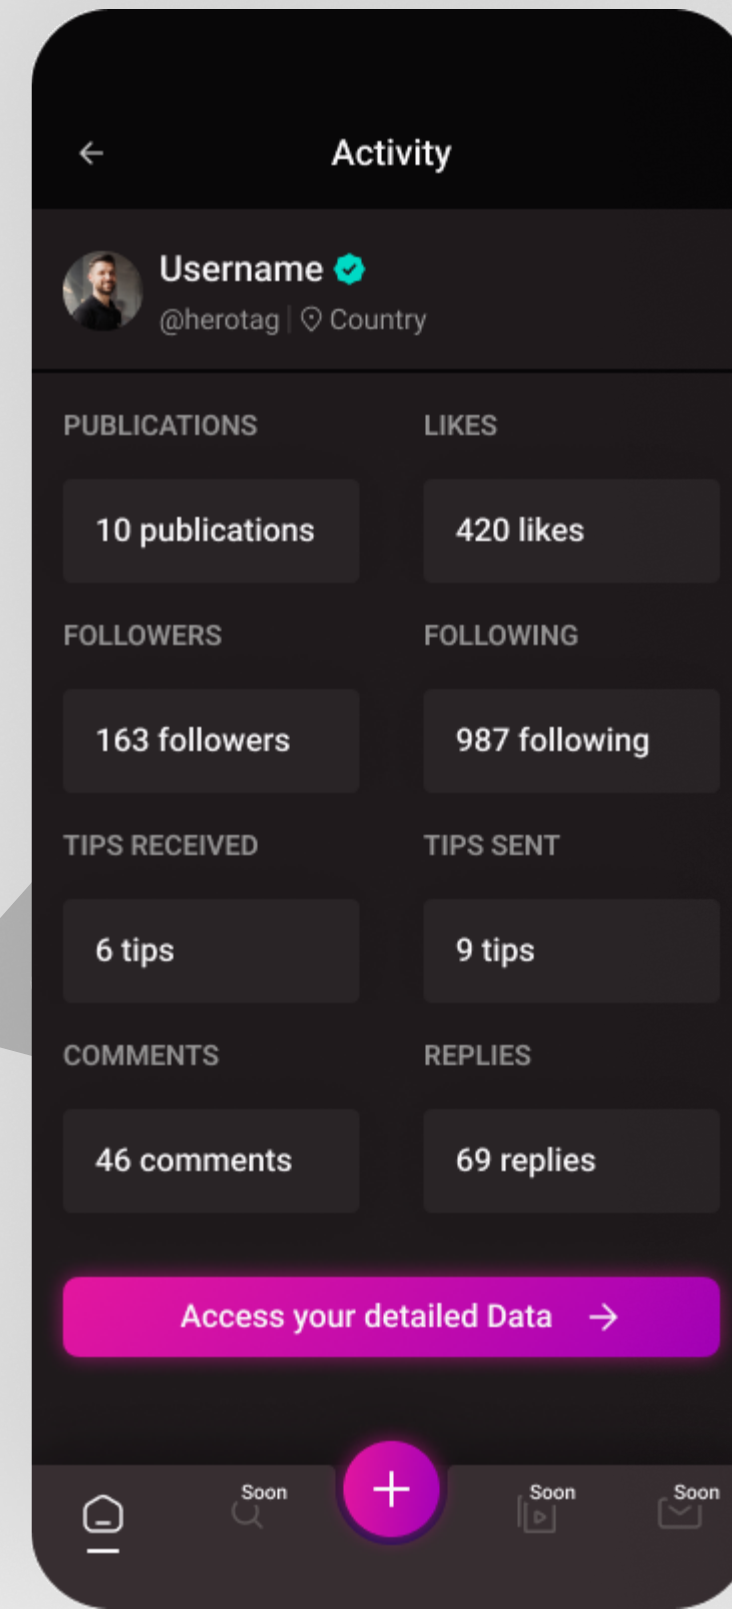 Activity
Username
@herotag | Country
PUBLICATIONS
LIKES
10 publications
420 likes
FOLLOWERS
FOLLOWING
163 followers
987 following
TIPS RECEIVED
TIPS SENT
6 tips
9 tips
COMMENTS
REPLIES
46 comments
69 replies
Access your detailed Data
Soon
Soon
Soon